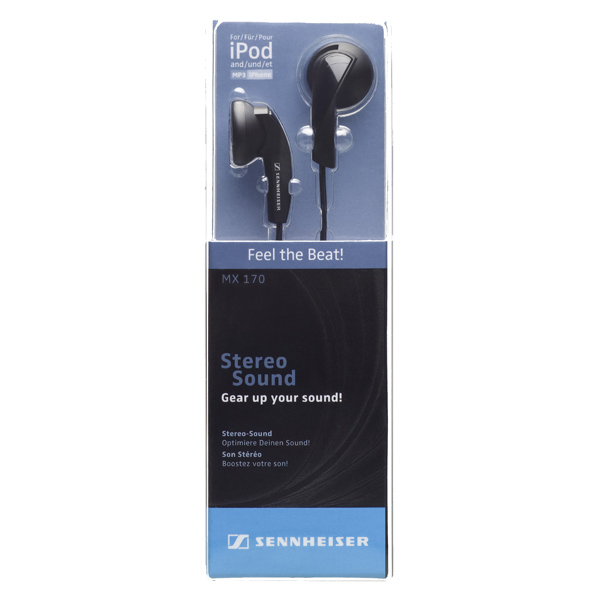 For/Für/Pour
iPod
and/und/et
MP3 iPhone
SENNHEISER
Feel the Beat!
MX 170
Stereo
Sound
Gear up your sound!
Stereo-Sound
Optimiere Deinen Sound!
Son Stéréo
Boostez votre son!
SENNHEISER